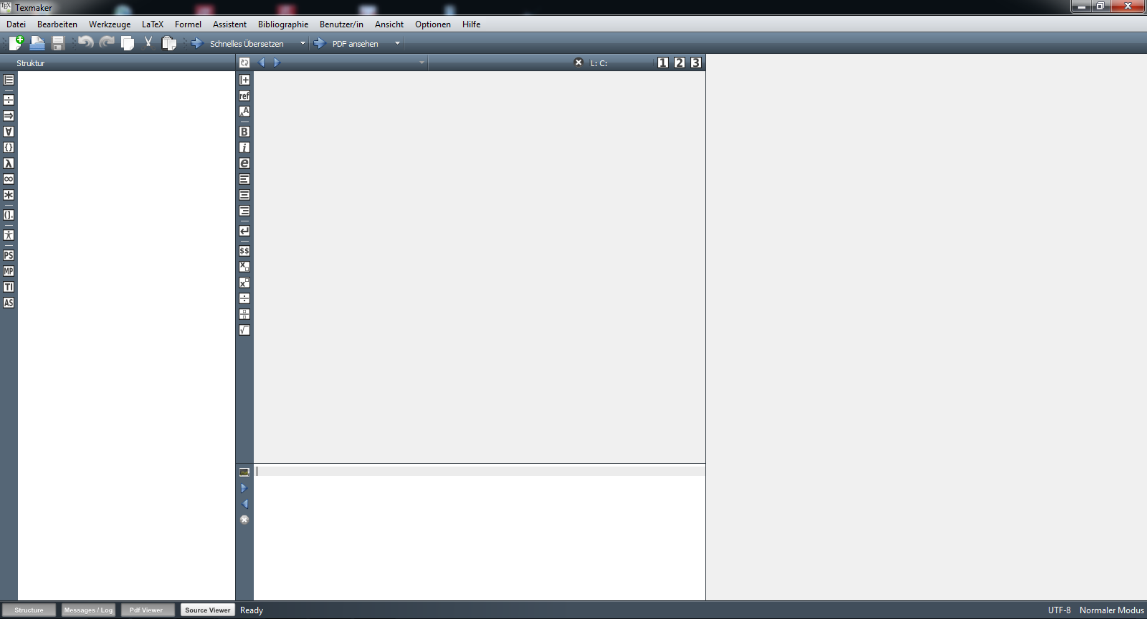 TEX Texmaker
Datei Bearbeiten Werkzeuge LaTeX Formel Assistent Bibliographie Benutzer/in Ansicht Optionen Hilfe
Schnelles Übersetzen PDF ansehen
Struktur L: C: 1 2 3
ref
A
B
{}
i
λ
e
∞
{}.
$$
PS
MP
TI
AS
Structure Messages / Log Pdf Viewer Source Viewer Ready UTF-8 Normaler Modus